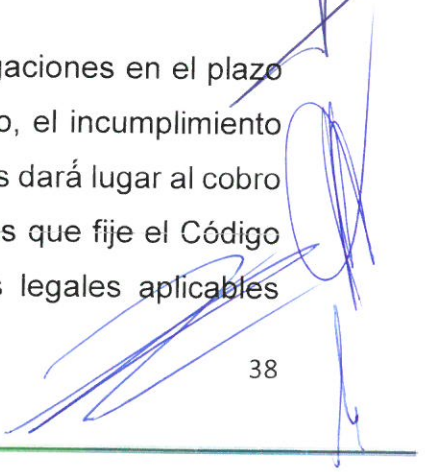 gaciones en el plazo
o, el incumplimiento
s dará lugar al cobro
s que fije el Código
s legales aplicables
38